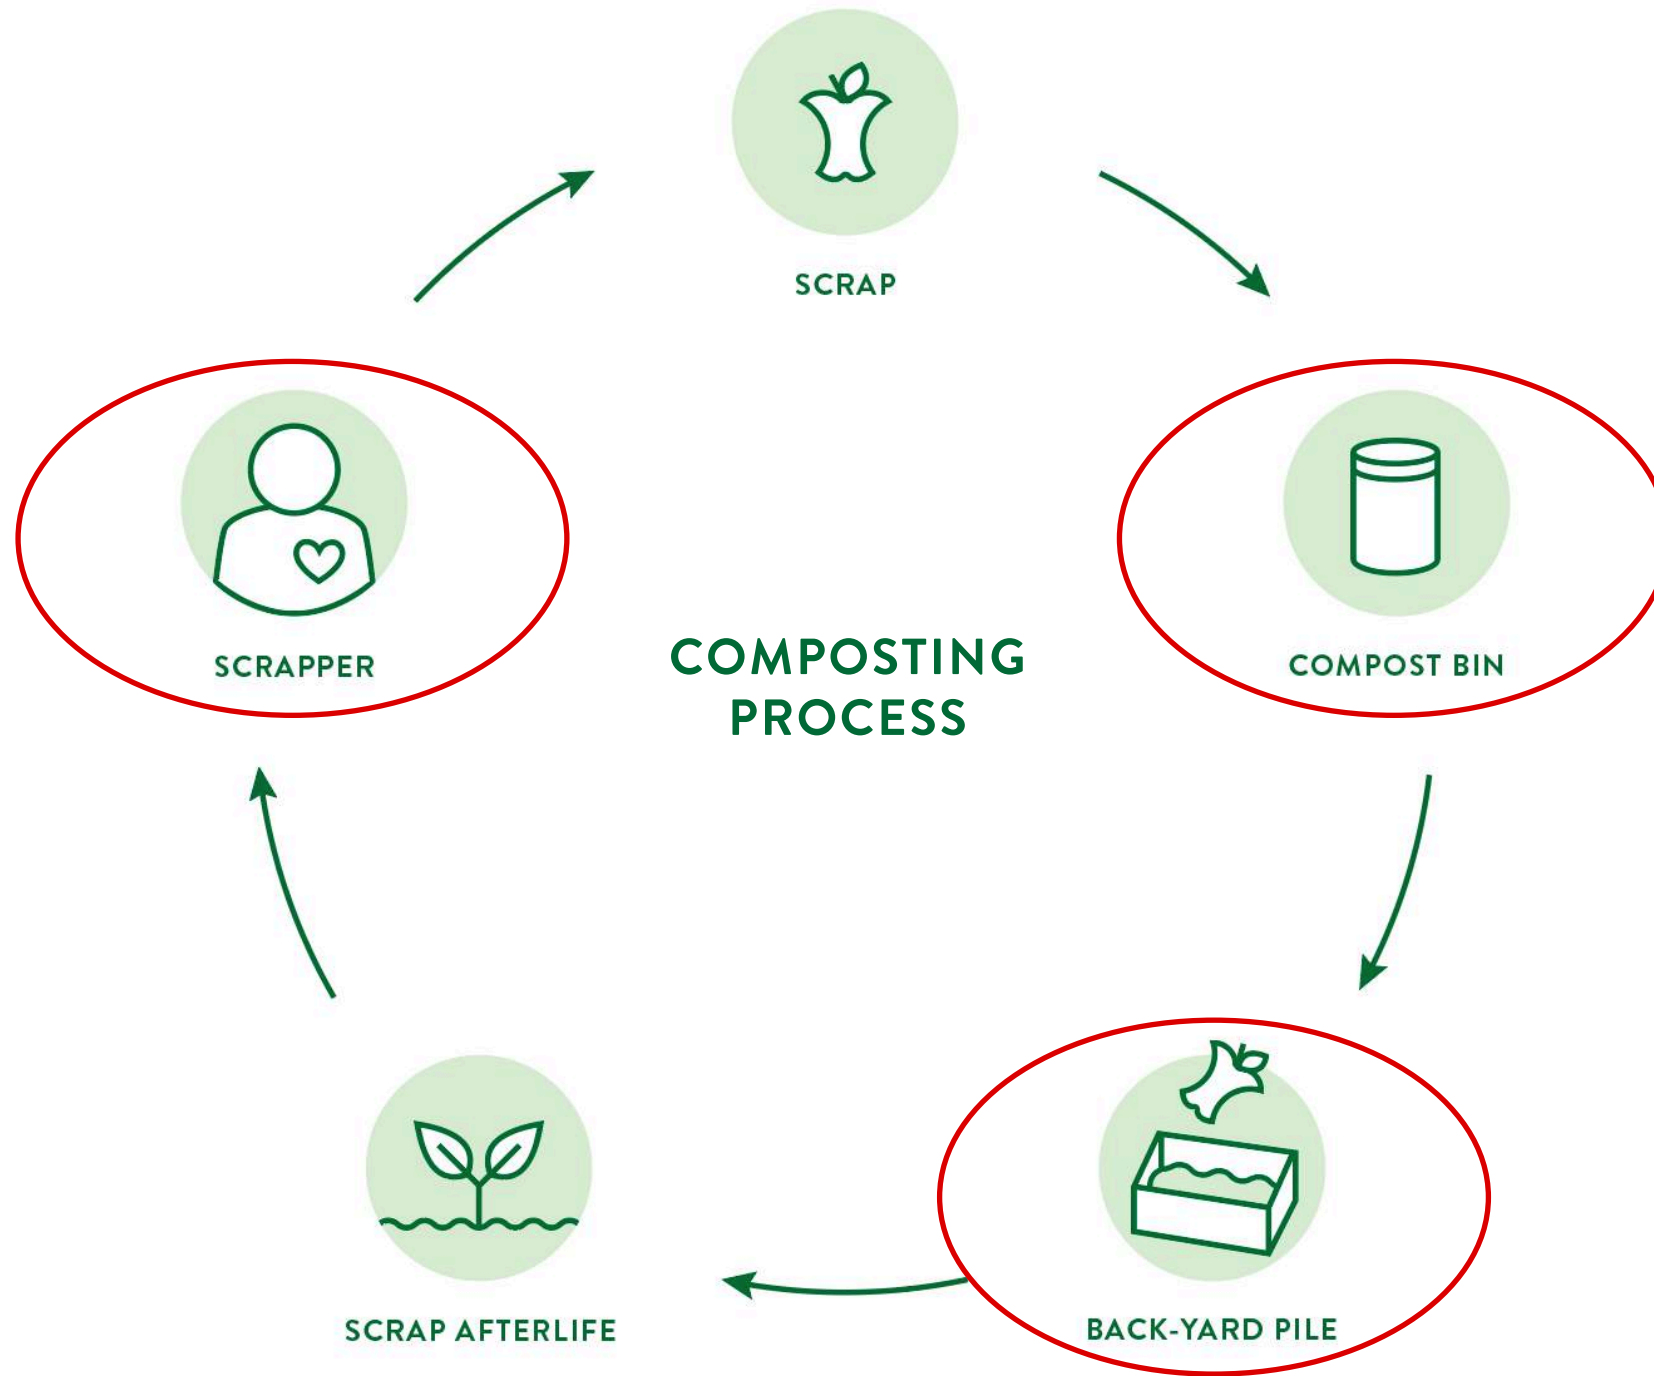 SCRAP
SCRAPPER
COMPOST BIN
COMPOSTING
PROCESS
SCRAP AFTERLIFE
BACK-YARD PILE